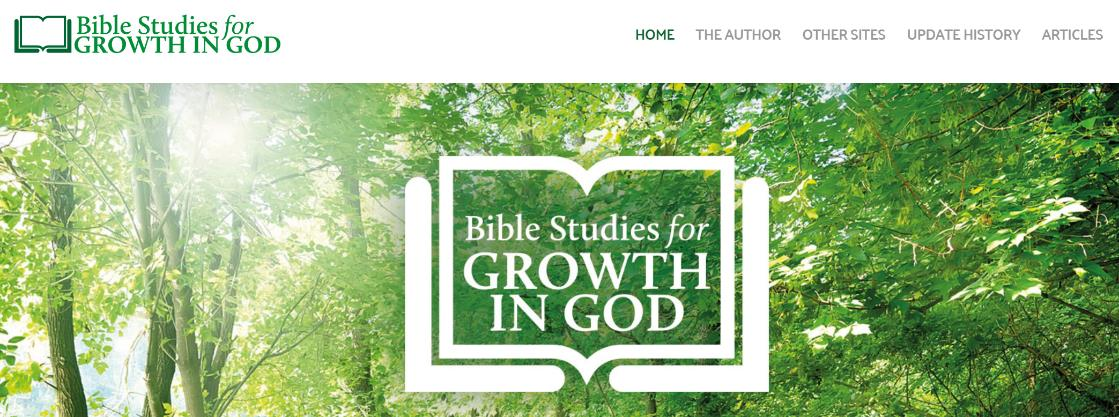 Bible Studies for
GROWTH IN GOD
HOME THE AUTHOR OTHER SITES UPDATE HISTORY ARTICLES
Bible Studies for
GROWTH
IN GOD